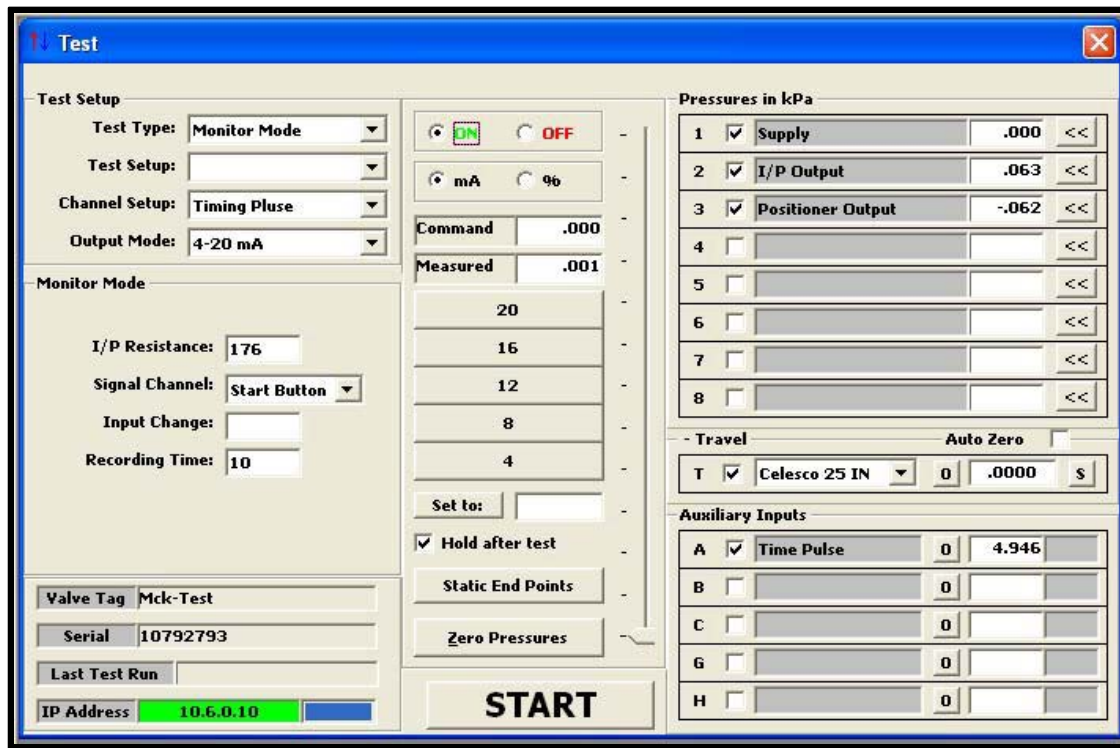 Test
Test Setup
Test Type: Monitor Mode
Test Setup:
Channel Setup: Timing Pluse
Output Mode: 4-20 mA
Monitor Mode
I/P Resistance: 176
Signal Channel: Start Button
Input Change:
Recording Time: 10
Valve Tag Mck-Test
Serial 10792793
Last Test Run
IP Address 10.6.0.10
ON OFF
mA %
Command .000
Measured .001
20
16
12
8
4
Set to:
Hold after test
Static End Points
Zero Pressures
START
Pressures in kPa
1 Supply .000 <<
2 I/P Output .063 <<
3 Positioner Output -.062 <<
4 <<
5 <<
6 <<
7 <<
8 <<
- Travel Auto Zero
T Celesco 25 IN 0 .0000 S
Auxiliary Inputs
A Time Pulse 0 4.946
B 0
C 0
G 0
H 0